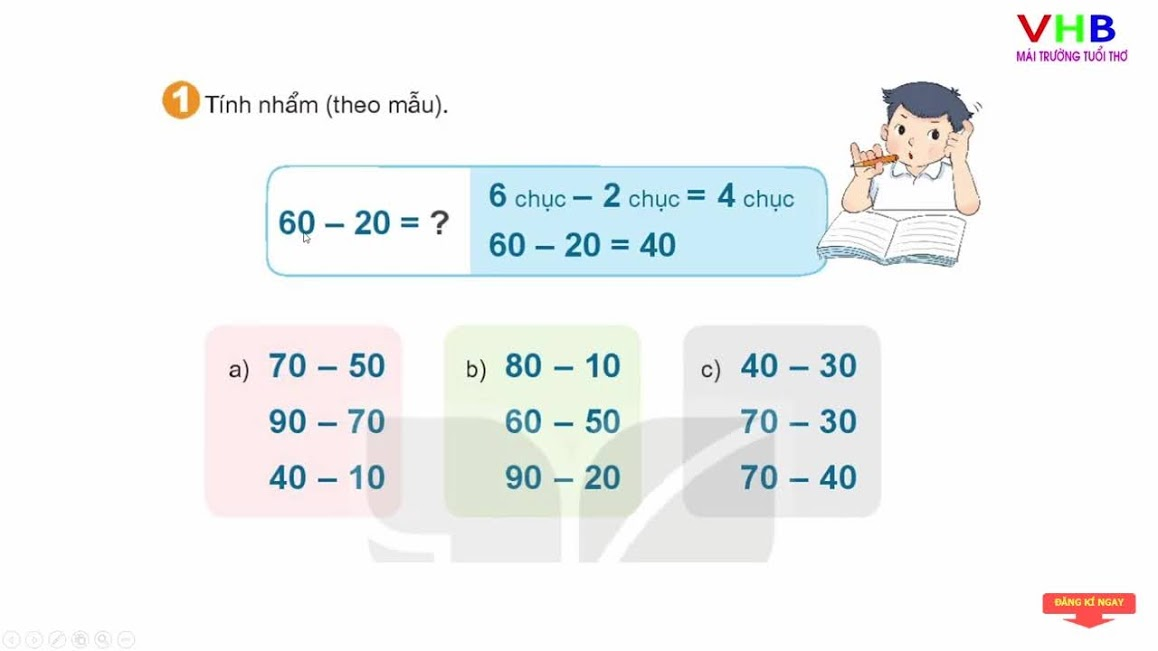 VHB
MÁI TRƯỜNG TUỔI THƠ
1 Tính nhẩm (theo mẫu).
60 – 20 = ?
6 chục – 2 chục = 4 chục
60 – 20 = 40
a) 70 – 50
90 – 70
40 – 10
b) 80 – 10
60 – 50
90 – 20
c) 40 – 30
70 – 30
70 – 40
ĐĂNG KÍ NGAY